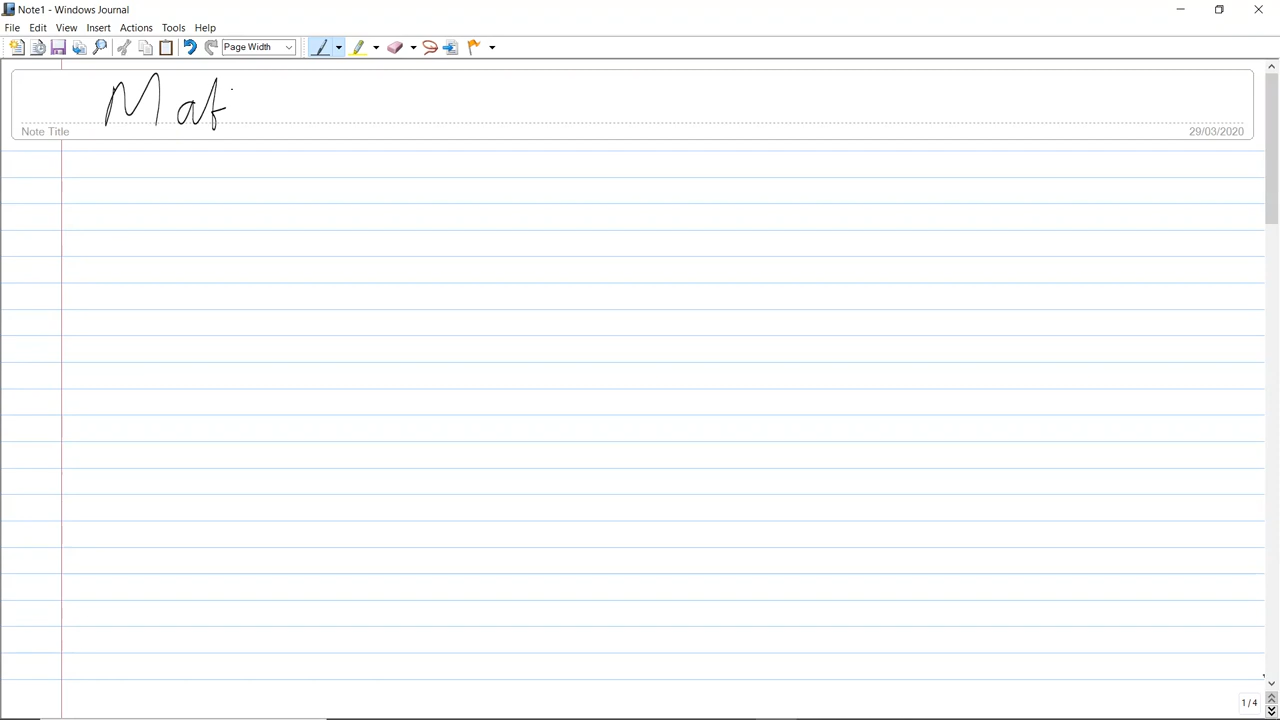 Note1 - Windows Journal
File Edit View Insert Actions Tools Help
Page Width
Mat
Note Title 29/03/2020
1 / 4